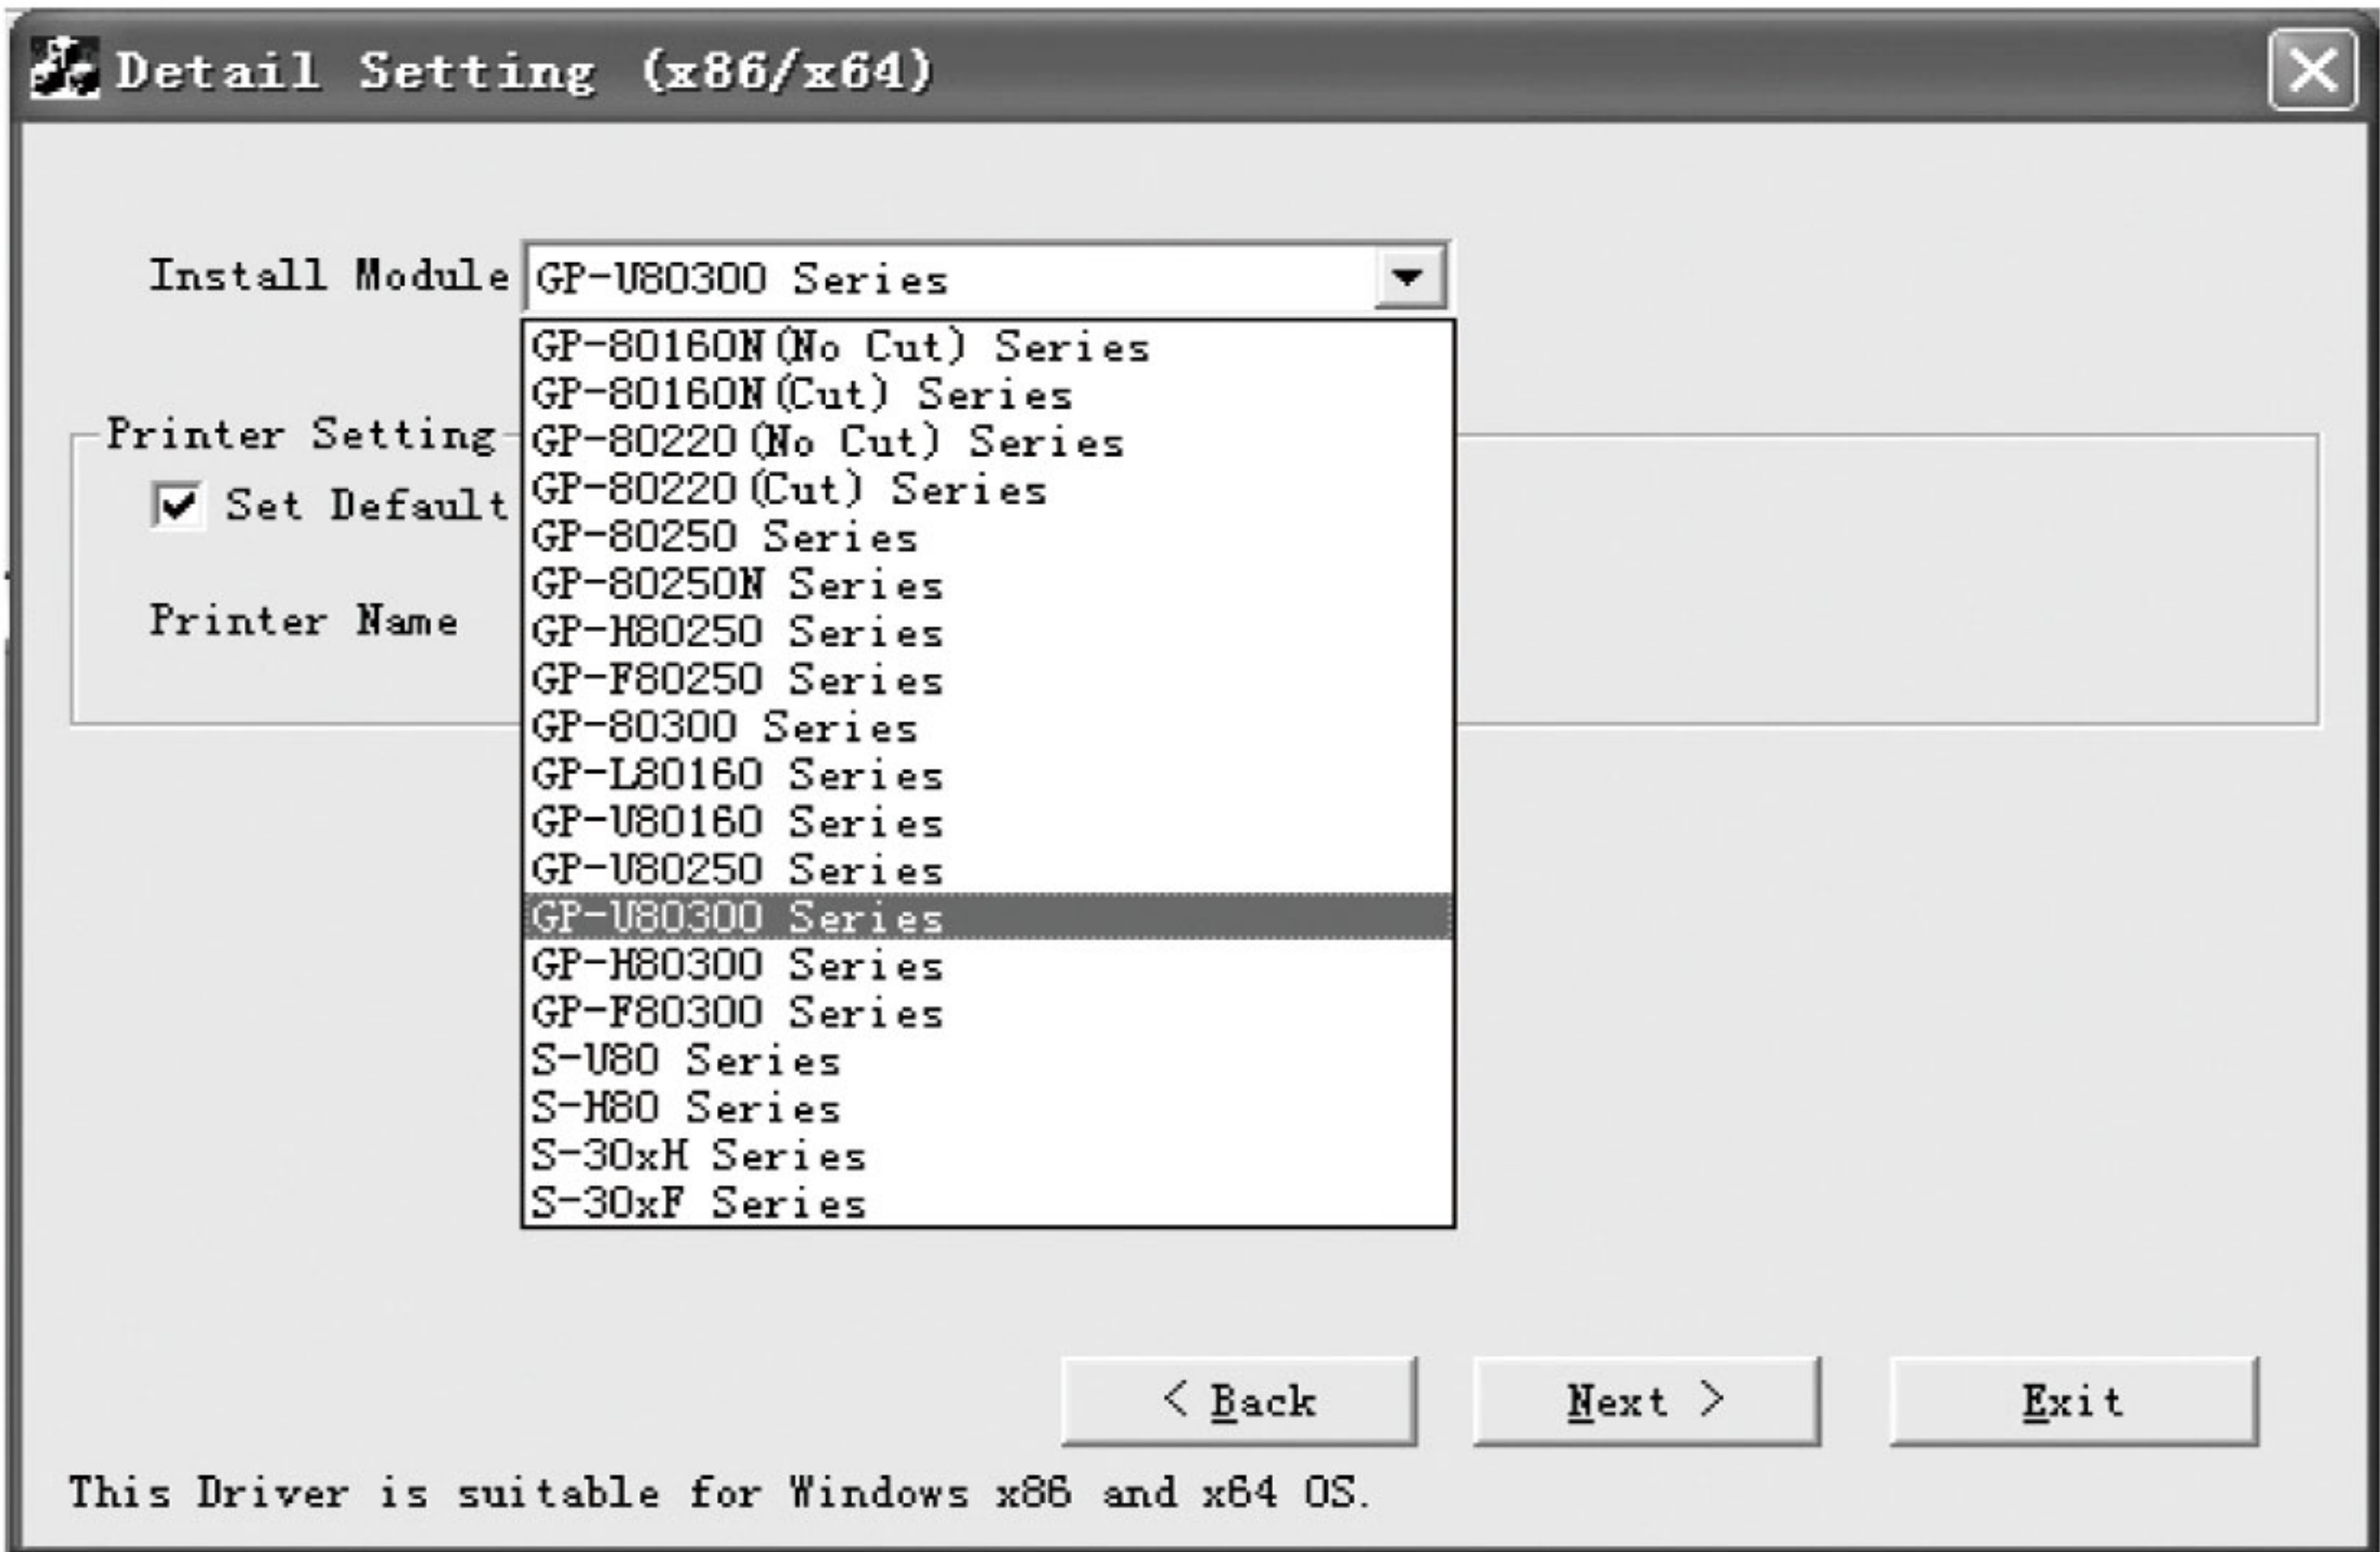 Detail Setting (x86/x64)
Install Module GP-U80300 Series
GP-80160N(No Cut) Series
GP-80160N(Cut) Series
GP-80220(No Cut) Series
GP-80220(Cut) Series
GP-80250 Series
GP-80250N Series
GP-H80250 Series
GP-F80250 Series
GP-80300 Series
GP-L80160 Series
GP-U80160 Series
GP-U80250 Series
GP-U80300 Series
GP-H80300 Series
GP-F80300 Series
S-U80 Series
S-H80 Series
S-30xH Series
S-30xF Series
Printer Setting
Set Default
Printer Name
< Back Next > Exit
This Driver is suitable for Windows x86 and x64 OS.